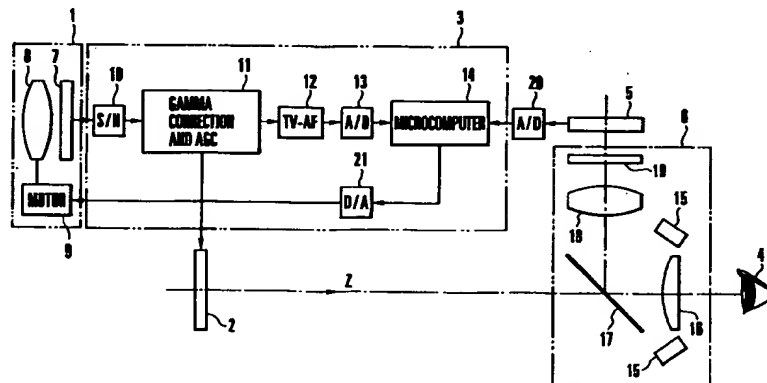 1
3
8
7
10
11
12
13
14
20
5
6
S/H
GAMMA
CONNECTION
AND AGC
TV-AF
A/D
MICROCOMPUTER
A/D
19
21
D/A
MOTOR
9
15
18
4
Z
2
17
16
15